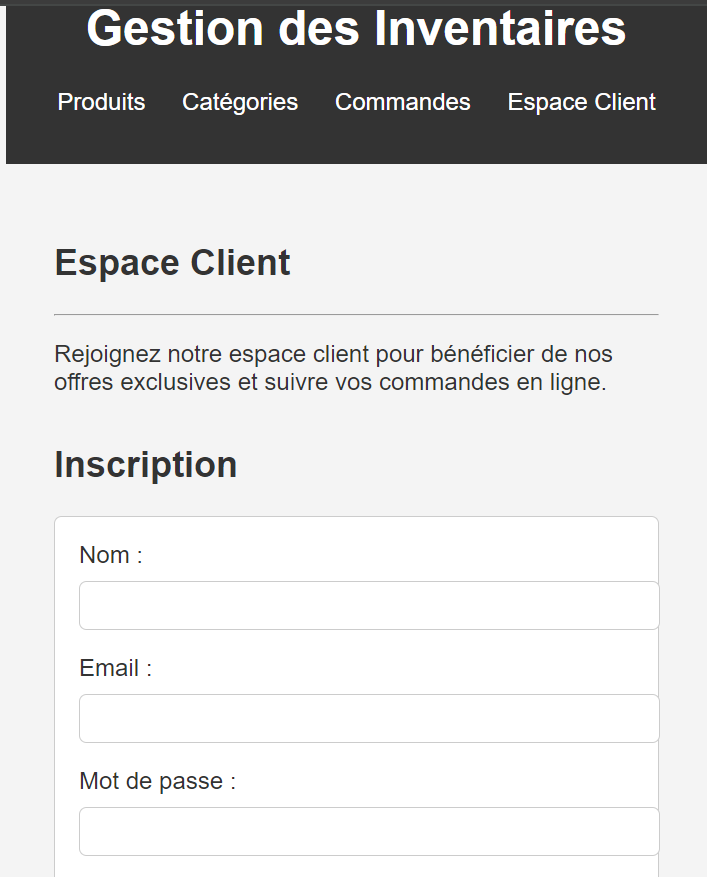 Gestion des Inventaires
Produits Catégories Commandes Espace Client
Espace Client
Rejoignez notre espace client pour bénéficier de nos
offres exclusives et suivre vos commandes en ligne.
Inscription
Nom :
Email :
Mot de passe :